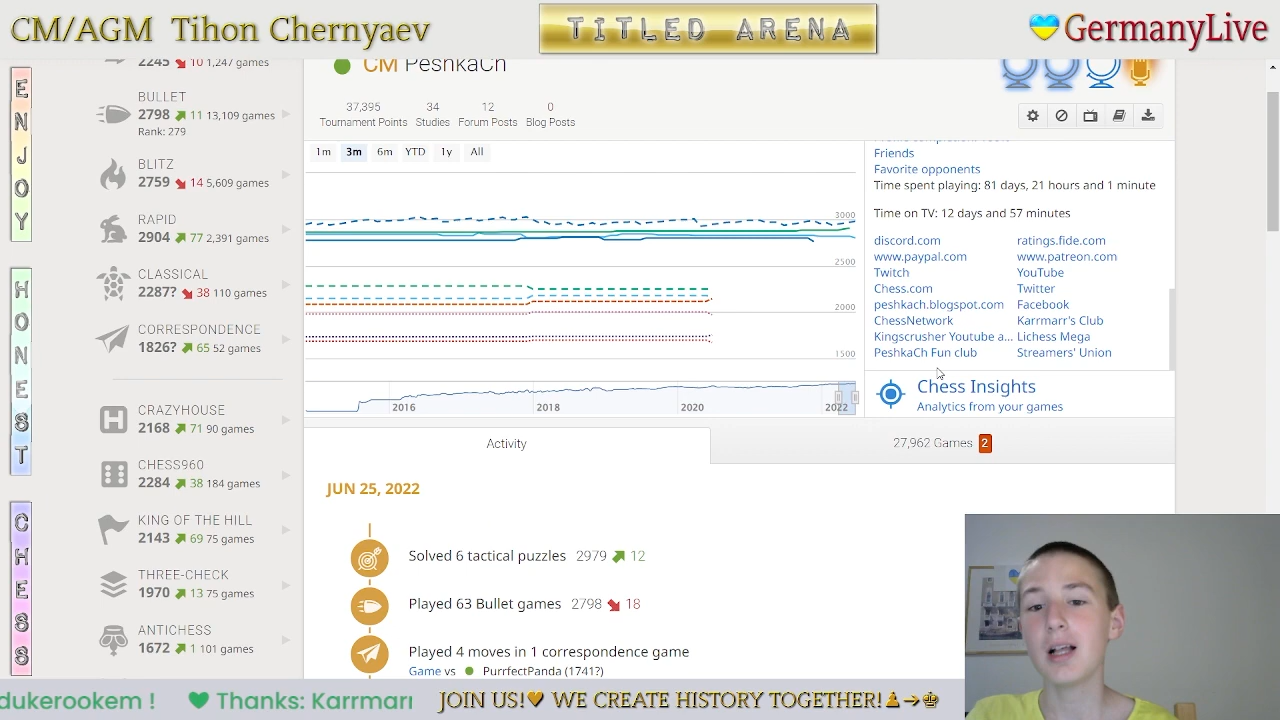 CM/AGM Tihon Chernyaev
TITLED ARENA
GermanyLive
ENJOY
HONEST
CHESS
2245 10 1,247 games
BULLET
2798 11 13,109 games
Rank: 279
BLITZ
2759 14 5,609 games
RAPID
2904 77 2,391 games
CLASSICAL
2287? 38 110 games
CORRESPONDENCE
1826? 65 52 games
CRAZYHOUSE
2168 71 90 games
CHESS960
2284 38 184 games
KING OF THE HILL
2143 69 75 games
THREE-CHECK
1970 13 75 games
ANTICHESS
1672 1 101 games
CM PeshkaCh
37,395 34 12 0
Tournament Points Studies Forum Posts Blog Posts
1m 3m 6m YTD 1y All
3000
2500
2000
1500
2016 2018 2020 2022
Friends
Favorite opponents
Time spent playing: 81 days, 21 hours and 1 minute
Time on TV: 12 days and 57 minutes
discord.com ratings.fide.com
www.paypal.com www.patreon.com
Twitch YouTube
Chess.com Twitter
peshkach.blogspot.com Facebook
ChessNetwork Karrmarr's Club
Kingscrusher Youtube a... Lichess Mega
PeshkaCh Fun club Streamers' Union
Chess Insights
Analytics from your games
Activity 27,962 Games 2
JUN 25, 2022
Solved 6 tactical puzzles 2979 12
Played 63 Bullet games 2798 18
Played 4 moves in 1 correspondence game
Game vs PurrfectPanda (1741?)
dukerookem ! Thanks: Karrmarr JOIN US! WE CREATE HISTORY TOGETHER!